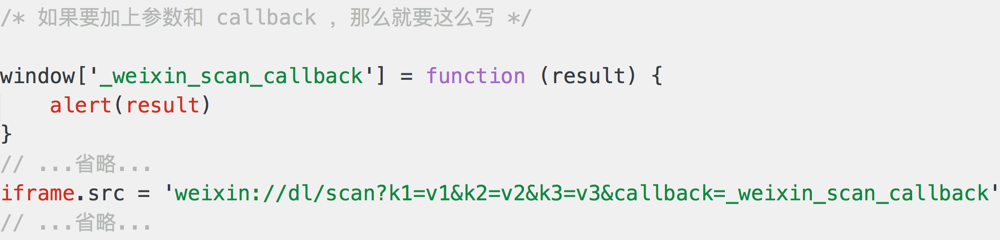 /* 如果要加上参数和 callback ，那么就要这么写 */
window['_weixin_scan_callback'] = function (result) {
    alert(result)
}
// ...省略...
iframe.src = 'weixin://dl/scan?k1=v1&k2=v2&k3=v3&callback=_weixin_scan_callback'
// ...省略...